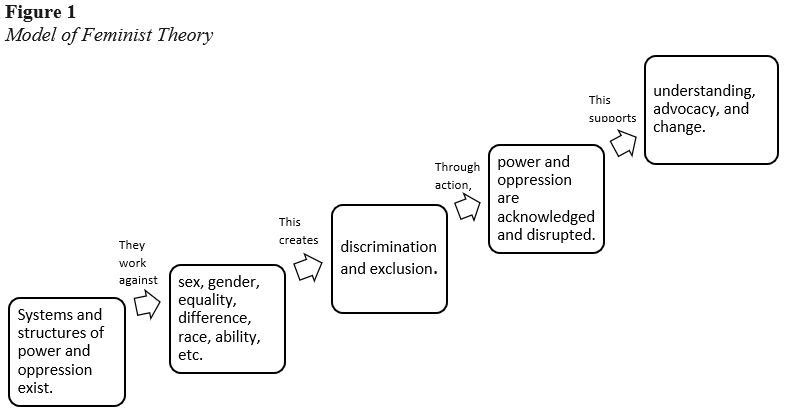 Figure 1
Model of Feminist Theory
Systems and
structures of
power and
oppression
exist.
They
work
against
sex, gender,
equality,
difference,
race, ability,
etc.
This
creates
discrimination
and exclusion.
Through
action,
power and
oppression
are
acknowledged
and disrupted.
This
supports
understanding,
advocacy, and
change.